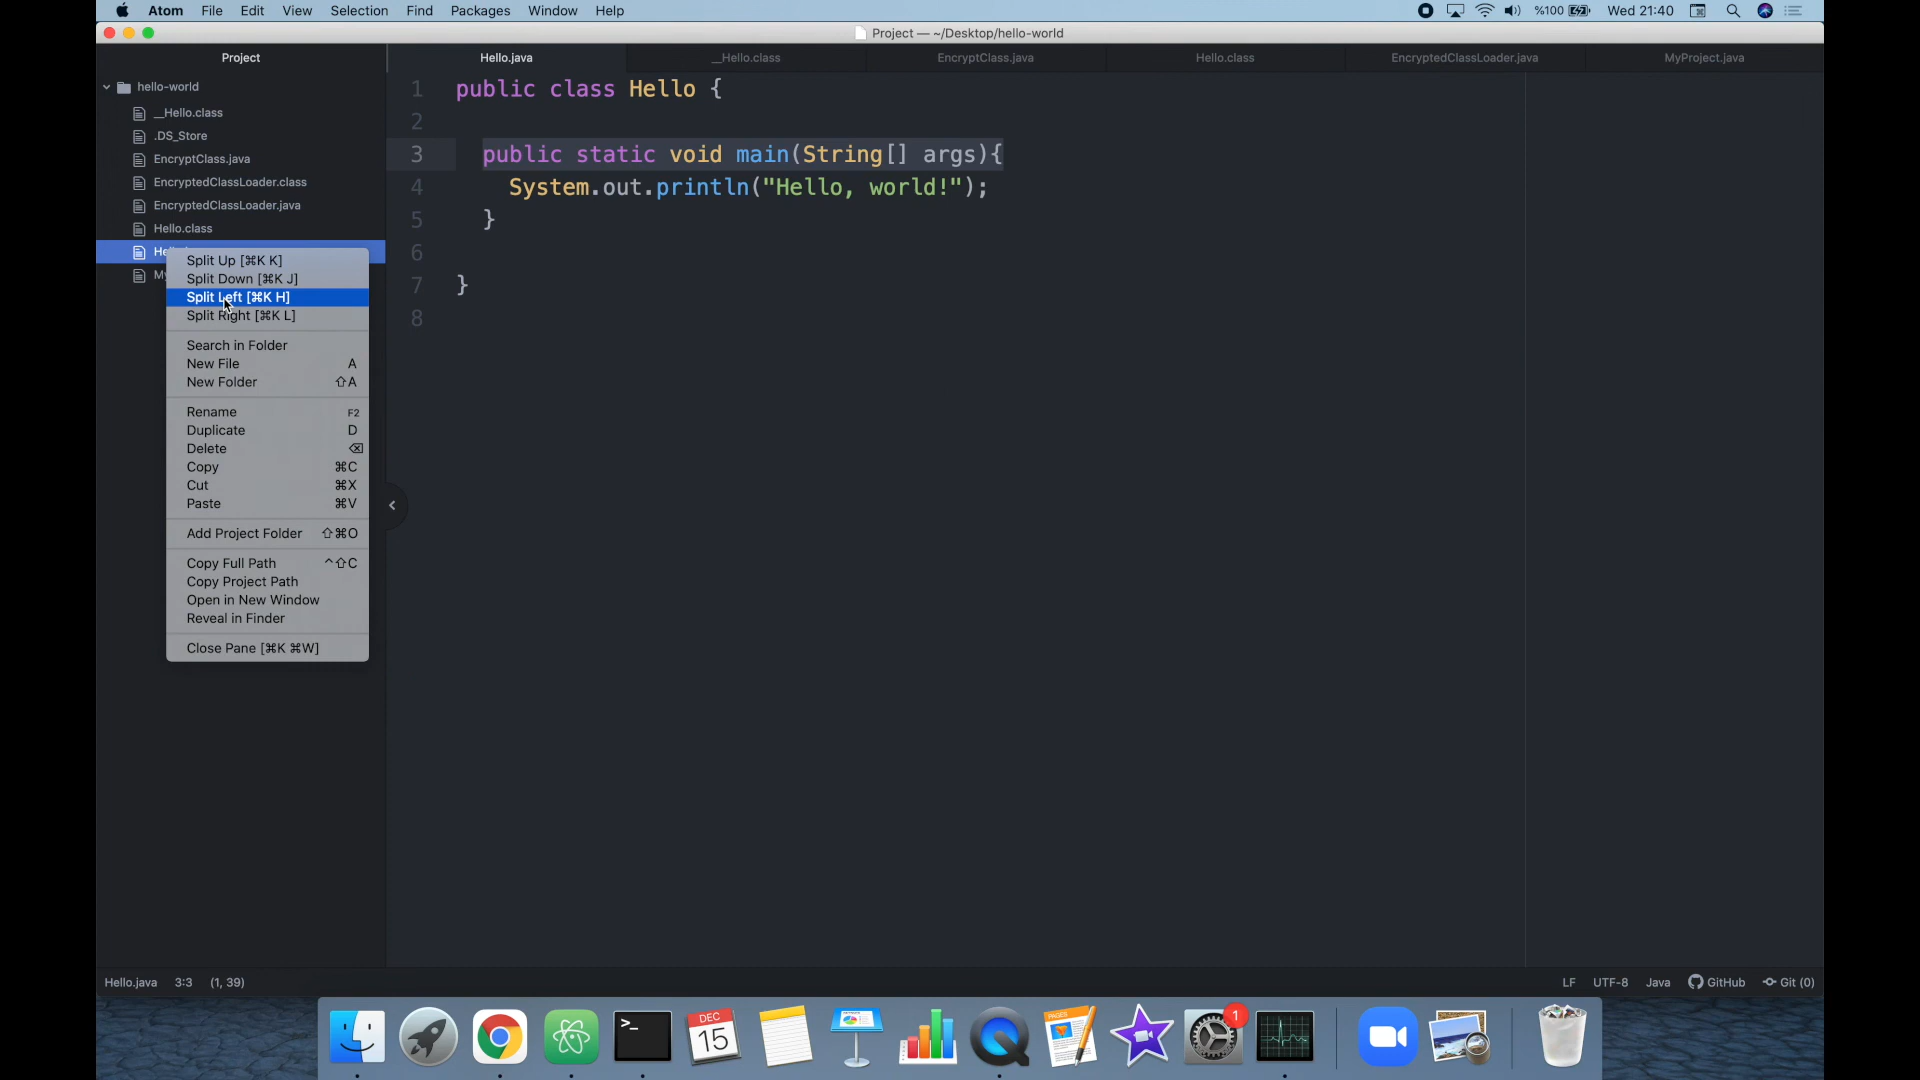 Atom File Edit View Selection Find Packages Window Help %100 Wed 21:40
Project — ~/Desktop/hello-world
Project Hello.java __Hello.class EncryptClass.java Hello.class EncryptedClassLoader.java MyProject.java
hello-world
__Hello.class
.DS_Store
EncryptClass.java
EncryptedClassLoader.class
EncryptedClassLoader.java
Hello.class
1 public class Hello {
2
3 public static void main(String[] args){
4 System.out.println("Hello, world!");
5 }
6
7 }
8
Split Up [⌘K K]
Split Down [⌘K J]
Split Left [⌘K H]
Split Right [⌘K L]
Search in Folder
New File A
New Folder ⇧A
Rename F2
Duplicate D
Delete ⌫
Copy ⌘C
Cut ⌘X
Paste ⌘V
Add Project Folder ⇧⌘O
Copy Full Path ^⇧C
Copy Project Path
Open in New Window
Reveal in Finder
Close Pane [⌘K ⌘W]
Hello.java 3:3 (1, 39) LF UTF-8 Java GitHub Git (0)
>_
DEC
15
PAGES
1